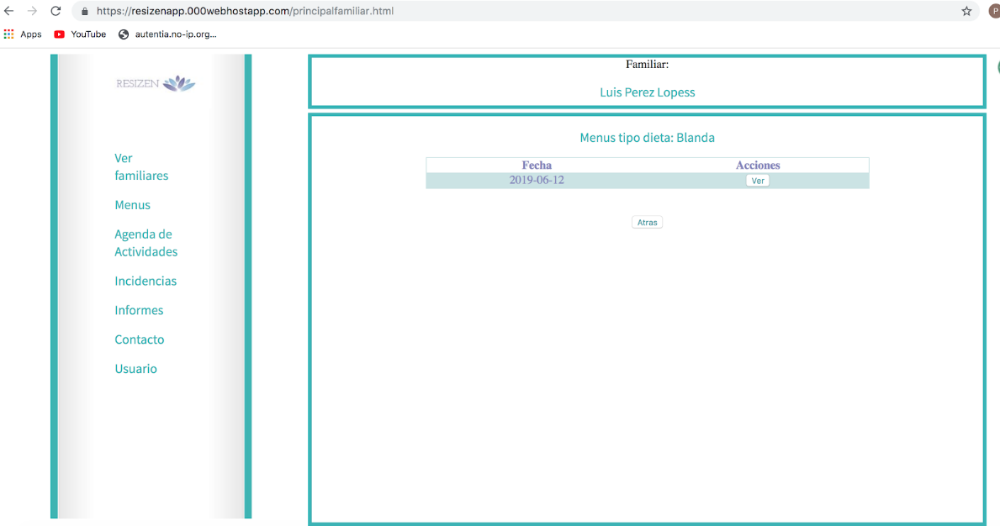 https://resizenapp.000webhostapp.com/principalfamiliar.html
P
Apps YouTube autentia.no-ip.org...
RESIZEN
Ver
familiares
Menus
Agenda de
Actividades
Incidencias
Informes
Contacto
Usuario
Familiar:
Luis Perez Lopess
Menus tipo dieta: Blanda
Fecha Acciones
2019-06-12 Ver
Atras